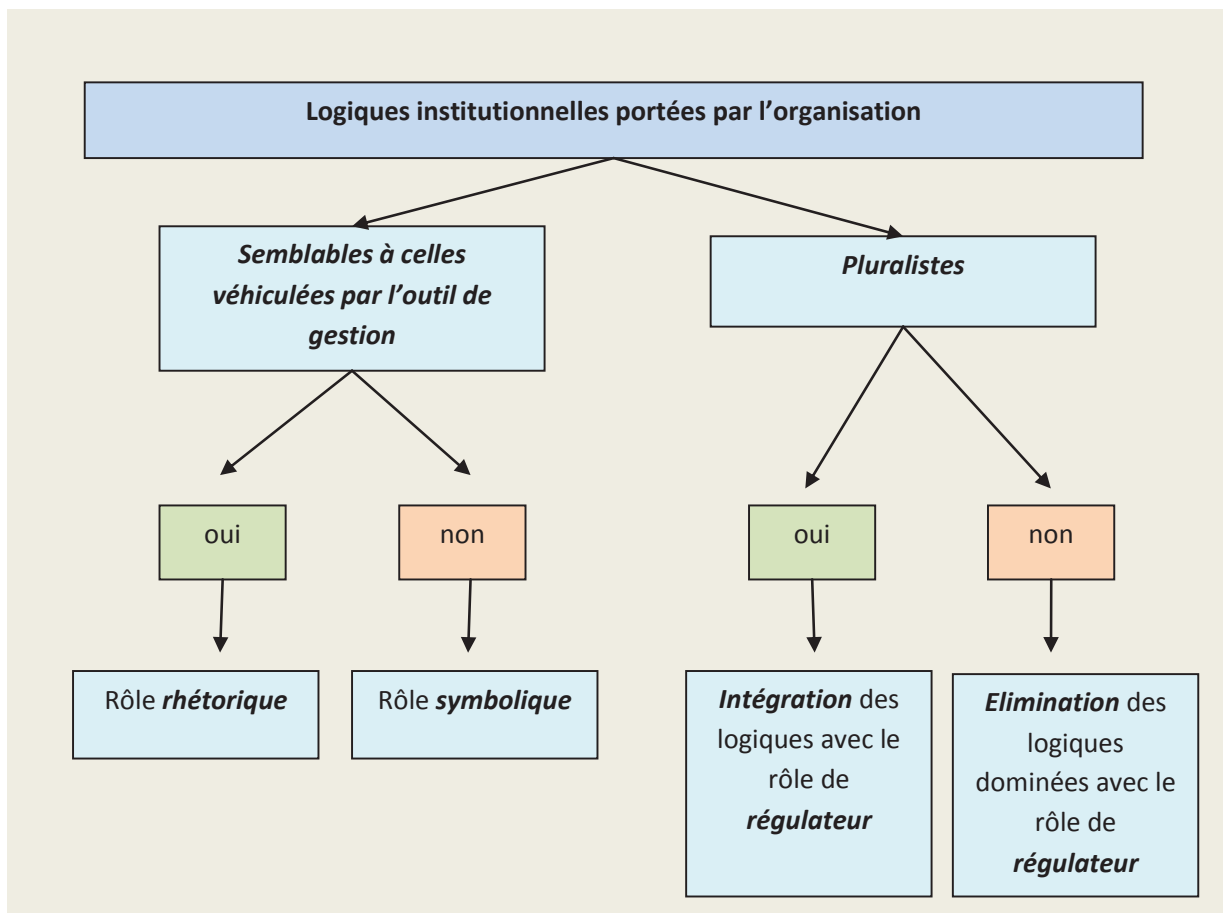 Logiques institutionnelles portées par l’organisation
Semblables à celles
véhiculées par l’outil de
gestion
Pluralistes
oui
non
oui
non
Rôle rhétorique
Rôle symbolique
Intégration des
logiques avec le
rôle de
régulateur
Elimination des
logiques
dominées avec le
rôle de
régulateur